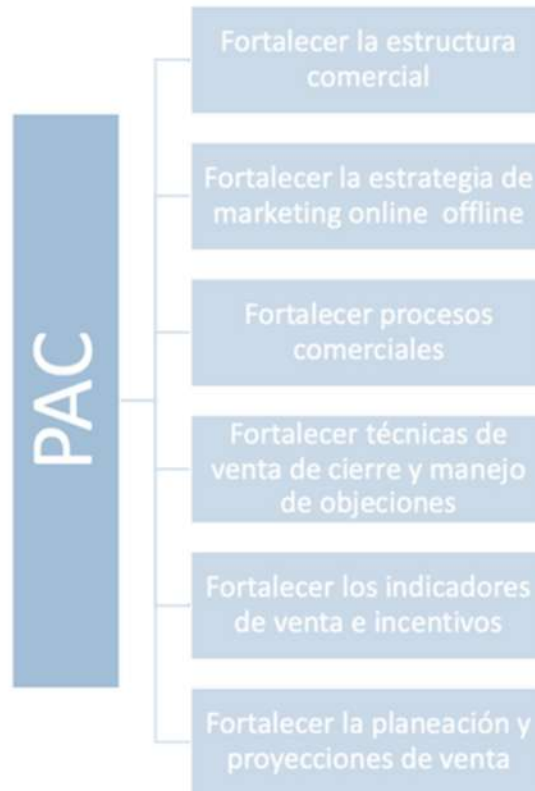 PAC
Fortalecer la estructura
comercial
Fortalecer la estrategia de
marketing online offline
Fortalecer procesos
comerciales
Fortalecer técnicas de
venta de cierre y manejo
de objeciones
Fortalecer los indicadores
de venta e incentivos
Fortalecer la planeación y
proyecciones de venta